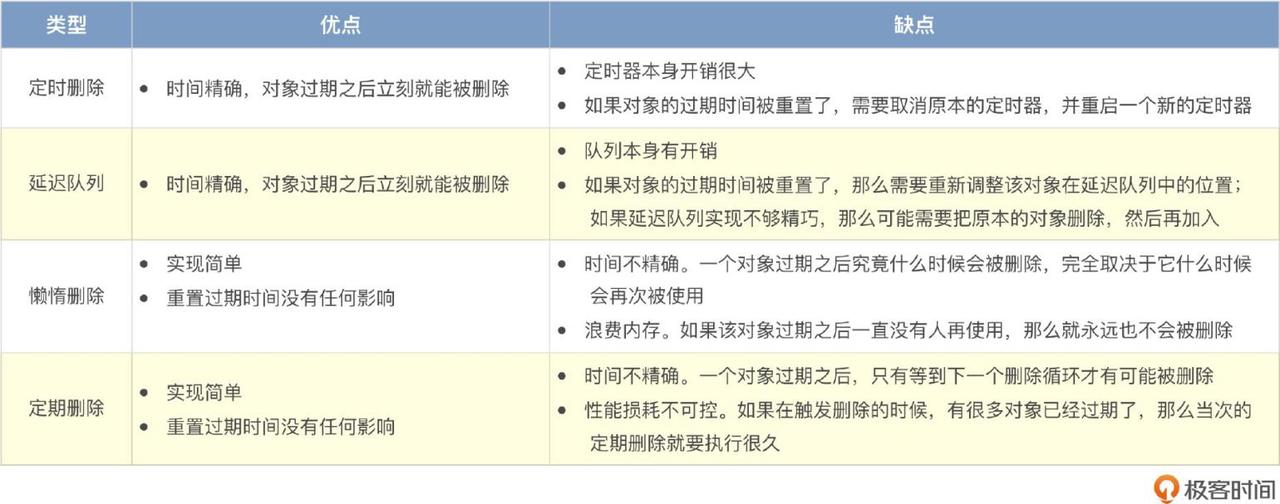 类型 优点 缺点
定时删除
● 时间精确，对象过期之后立刻就能被删除
● 定时器本身开销很大
● 如果对象的过期时间被重置了，需要取消原本的定时器，并重启一个新的定时器
延迟队列
● 时间精确，对象过期之后立刻就能被删除
● 队列本身有开销
● 如果对象的过期时间被重置了，那么需要重新调整该对象在延迟队列中的位置；
如果延迟队列实现不够精巧，那么可能需要把原本的对象删除，然后再加入
懒惰删除
● 实现简单
● 重置过期时间没有任何影响
● 时间不精确。一个对象过期之后究竟什么时候会被删除，完全取决于它什么时候
会再次被使用
● 浪费内存。如果该对象过期之后一直没有人再使用，那么就永远也不会被删除
定期删除
● 实现简单
● 重置过期时间没有任何影响
● 时间不精确。一个对象过期之后，只有等到下一个删除循环才有可能被删除
● 性能损耗不可控。如果在触发删除的时候，有很多对象已经过期了，那么当次的
定期删除就要执行很久
极客时间